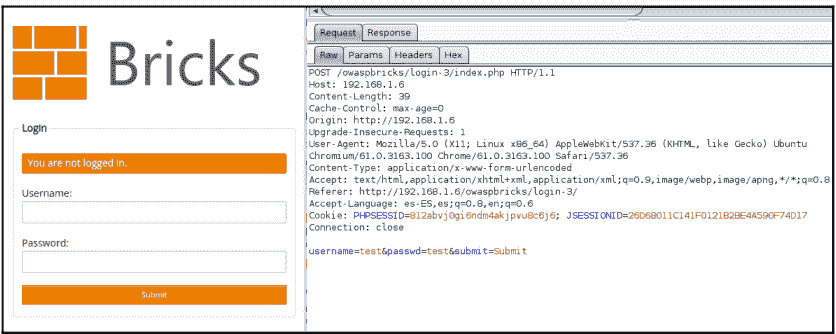 Bricks
Login
You are not logged in.
Username:
Password:
Submit
Request Response
Raw Params Headers Hex
POST /owaspbricks/login-3/index.php HTTP/1.1
Host: 192.168.1.6
Content-Length: 39
Cache-Control: max-age=0
Origin: http://192.168.1.6
Upgrade-Insecure-Requests: 1
User-Agent: Mozilla/5.0 (X11; Linux x86_64) AppleWebKit/537.36 (KHTML, like Gecko) Ubuntu
Chromium/61.0.3163.100 Chrome/61.0.3163.100 Safari/537.36
Content-Type: application/x-www-form-urlencoded
Accept: text/html,application/xhtml+xml,application/xml;q=0.9,image/webp,image/apng,*/*;q=0.8
Referer: http://192.168.1.6/owaspbricks/login-3/
Accept-Language: es-ES,es;q=0.8,en;q=0.6
Cookie: PHPSESSID=812abvj0gi6ndm4akjpvu8c6j6; JSESSIONID=26D68011C141F0121B2BE4A590F74D17
Connection: close
username=test&passwd=test&submit=Submit